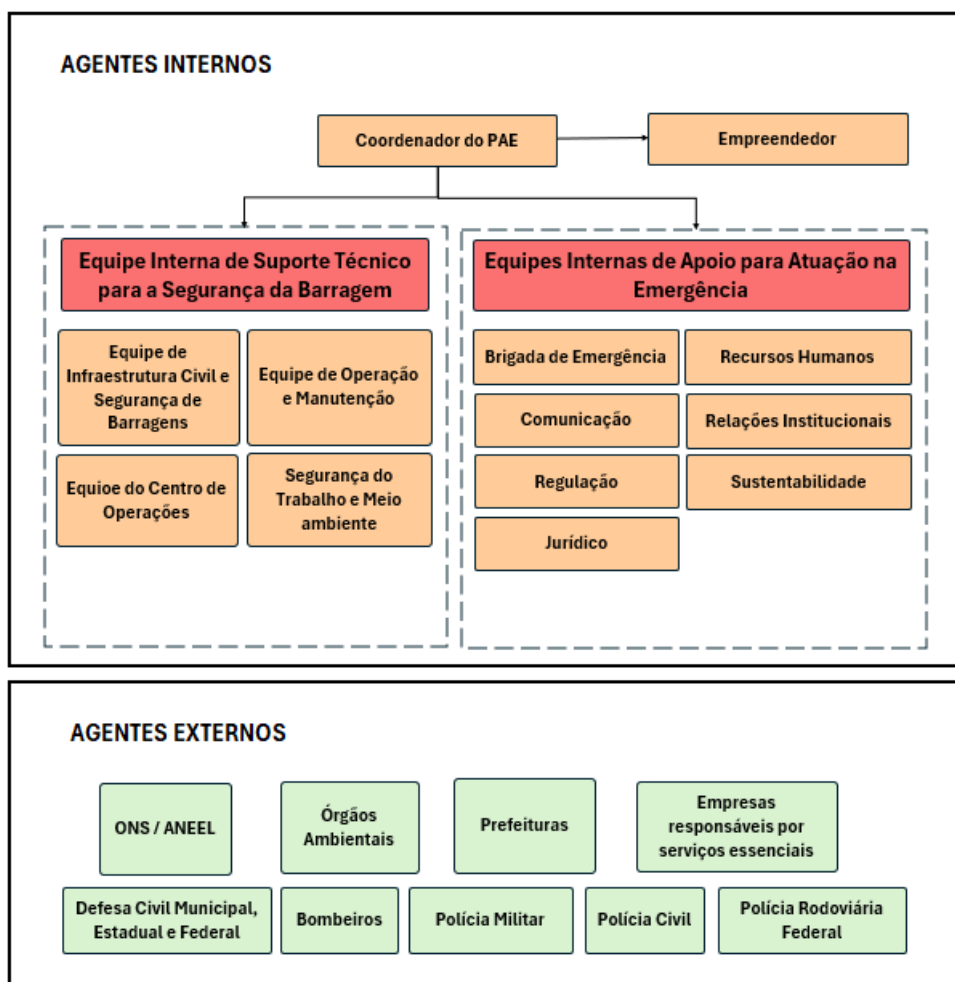 AGENTES INTERNOS
Coordenador do PAE
Empreendedor
Equipe Interna de Suporte Técnico
para a Segurança da Barragem
Equipe de
Infraestrutura Civil e
Segurança de
Barragens
Equipe de Operação
e Manutenção
Equioe do Centro de
Operações
Segurança do
Trabalho e Meio
ambiente
Equipes Internas de Apoio para Atuação na
Emergência
Brigada de Emergência
Recursos Humanos
Comunicação
Relações Institucionais
Regulação
Sustentabilidade
Jurídico
AGENTES EXTERNOS
ONS / ANEEL
Órgãos
Ambientais
Prefeituras
Empresas
responsáveis por
serviços essenciais
Defesa Civil Municipal,
Estadual e Federal
Bombeiros
Polícia Militar
Polícia Civil
Polícia Rodoviária
Federal